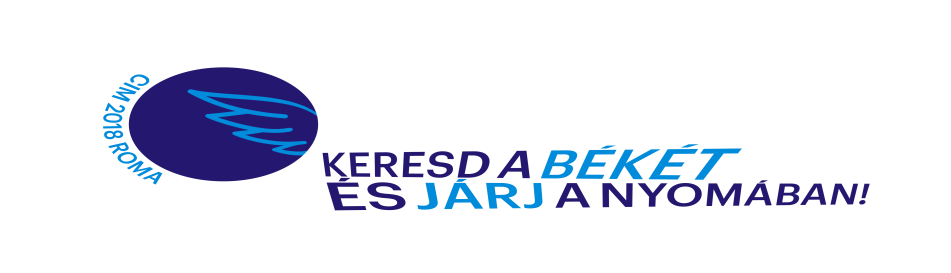 CIM 2018 ROMA
KERESD A BÉKÉT
ÉS JÁRJ A NYOMÁBAN!